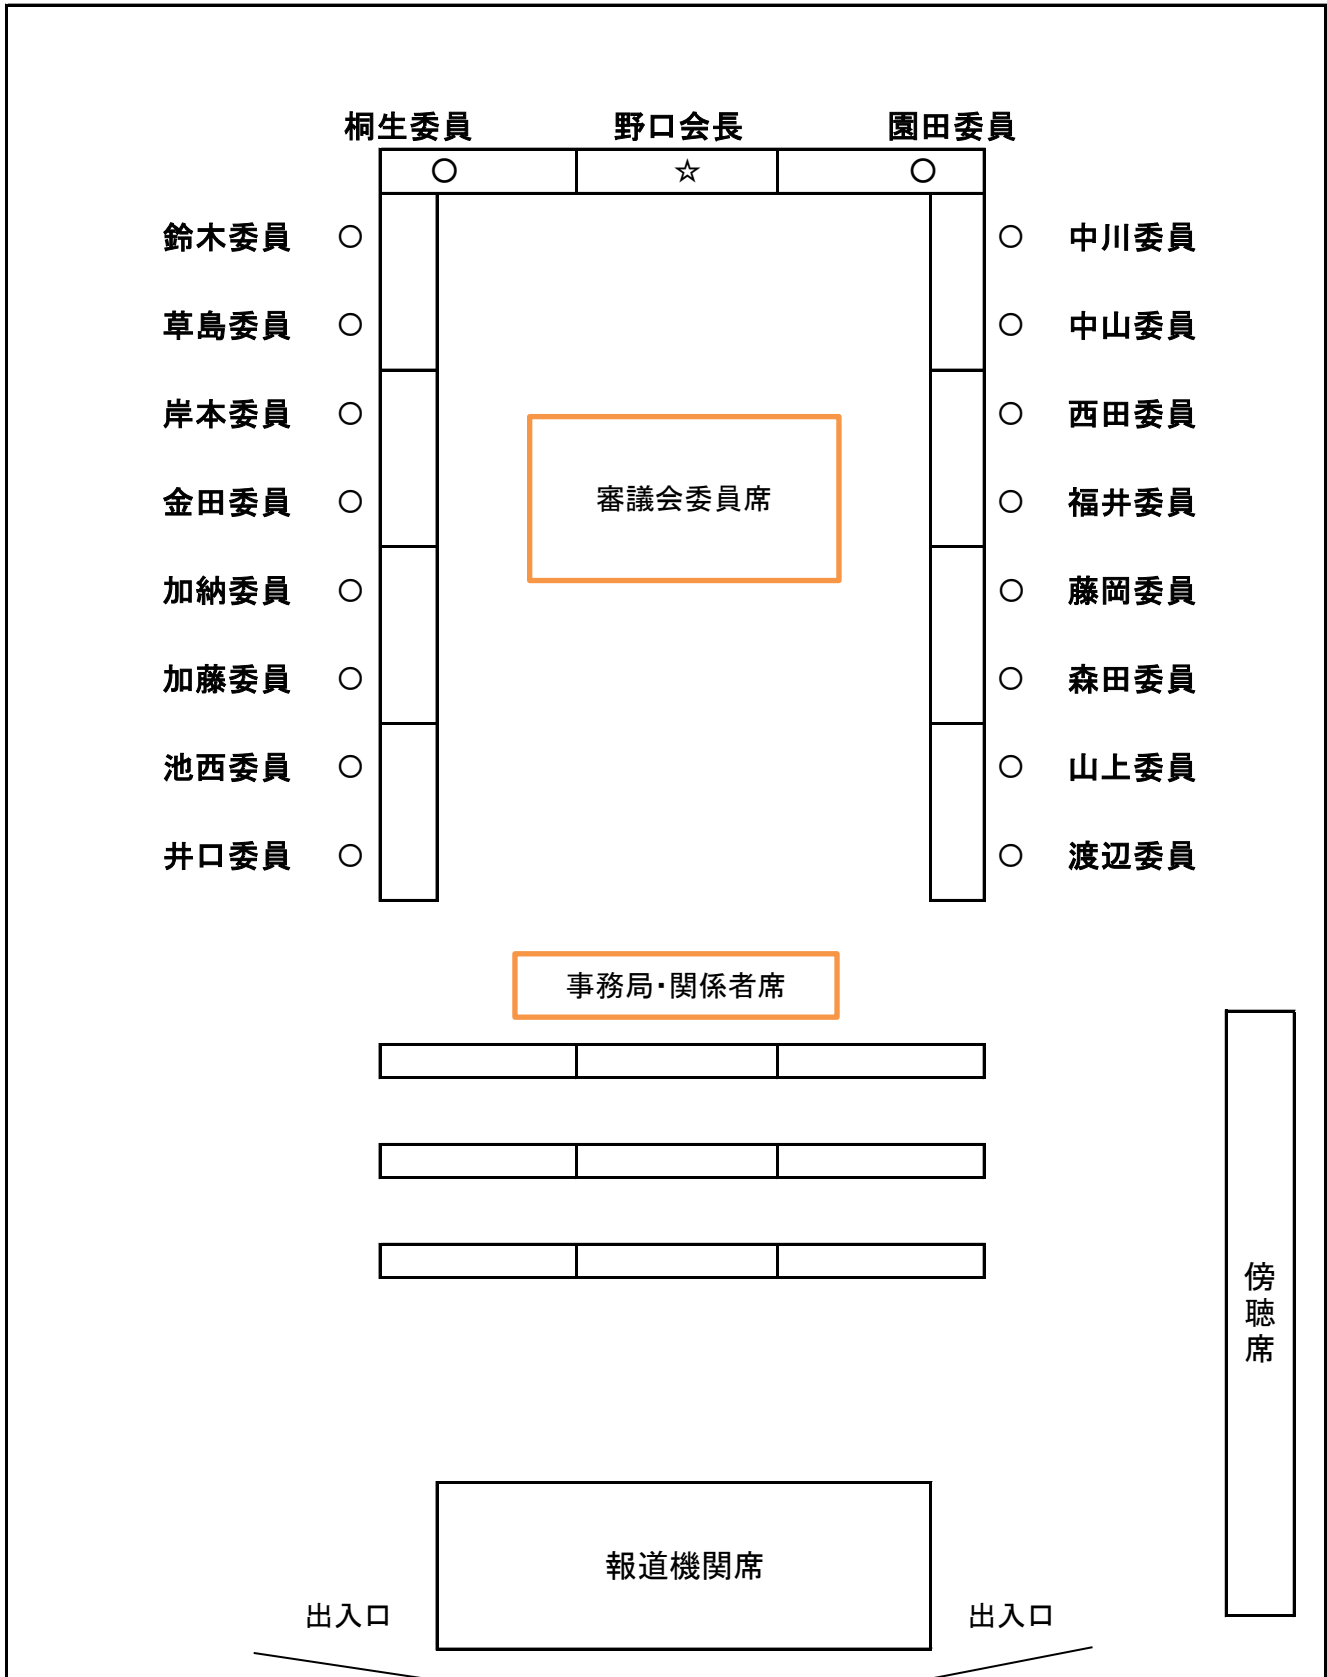 桐生委員 野口会長 園田委員
○ ☆ ○
鈴木委員 ○ ○ 中川委員
草島委員 ○ ○ 中山委員
岸本委員 ○ ○ 西田委員
審議会委員席
金田委員 ○ ○ 福井委員
加納委員 ○ ○ 藤岡委員
加藤委員 ○ ○ 森田委員
池西委員 ○ ○ 山上委員
井口委員 ○ ○ 渡辺委員
事務局・関係者席
傍聴席
報道機関席
出入口 出入口